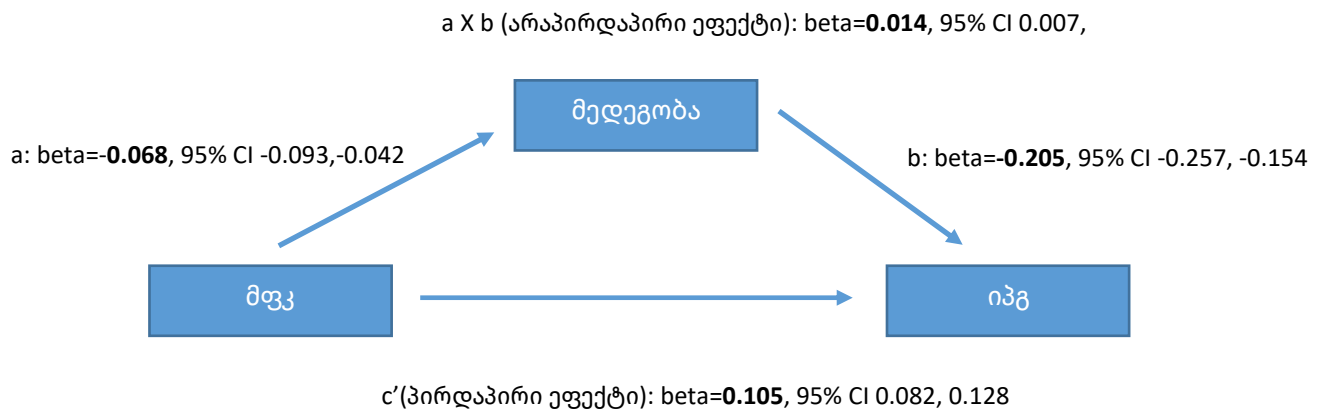 a X b (არაპირდაპირი ეფექტი): beta=0.014, 95% CI 0.007,
მედეგობა
a: beta=-0.068, 95% CI -0.093,-0.042
b: beta=-0.205, 95% CI -0.257, -0.154
მფკ
იპგ
c’(პირდაპირი ეფექტი): beta=0.105, 95% CI 0.082, 0.128